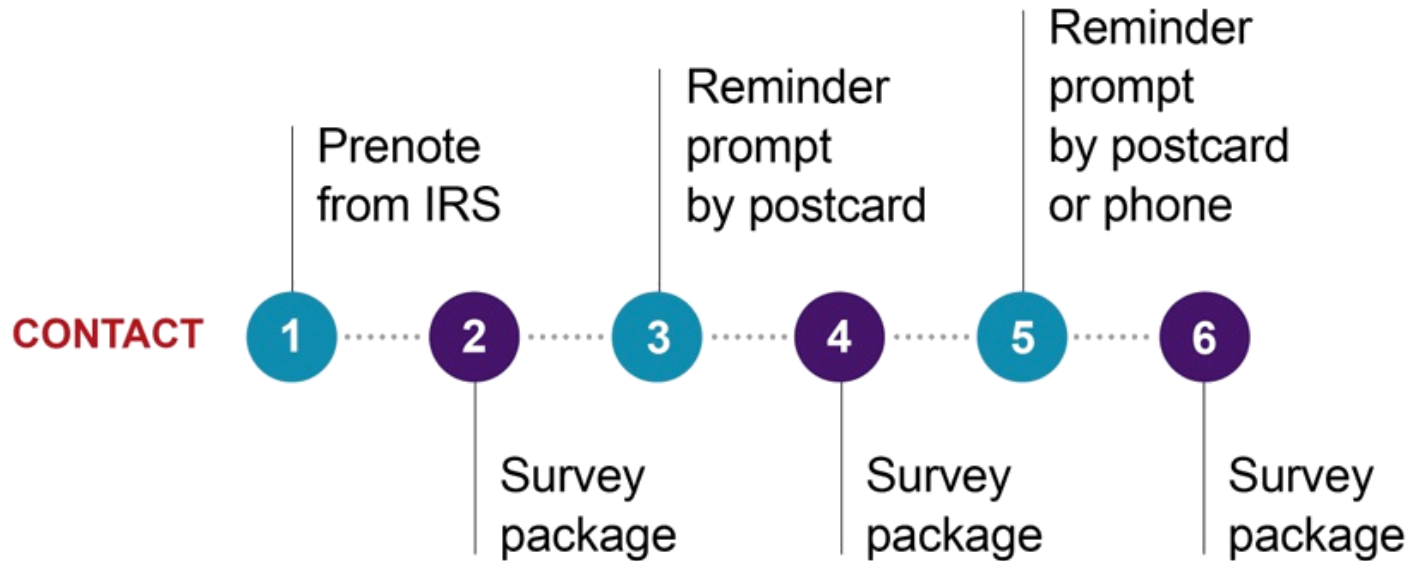 Prenote
from IRS
Reminder
prompt
by postcard
Reminder
prompt
by postcard
or phone
CONTACT
1
2
3
4
5
6
Survey
package
Survey
package
Survey
package